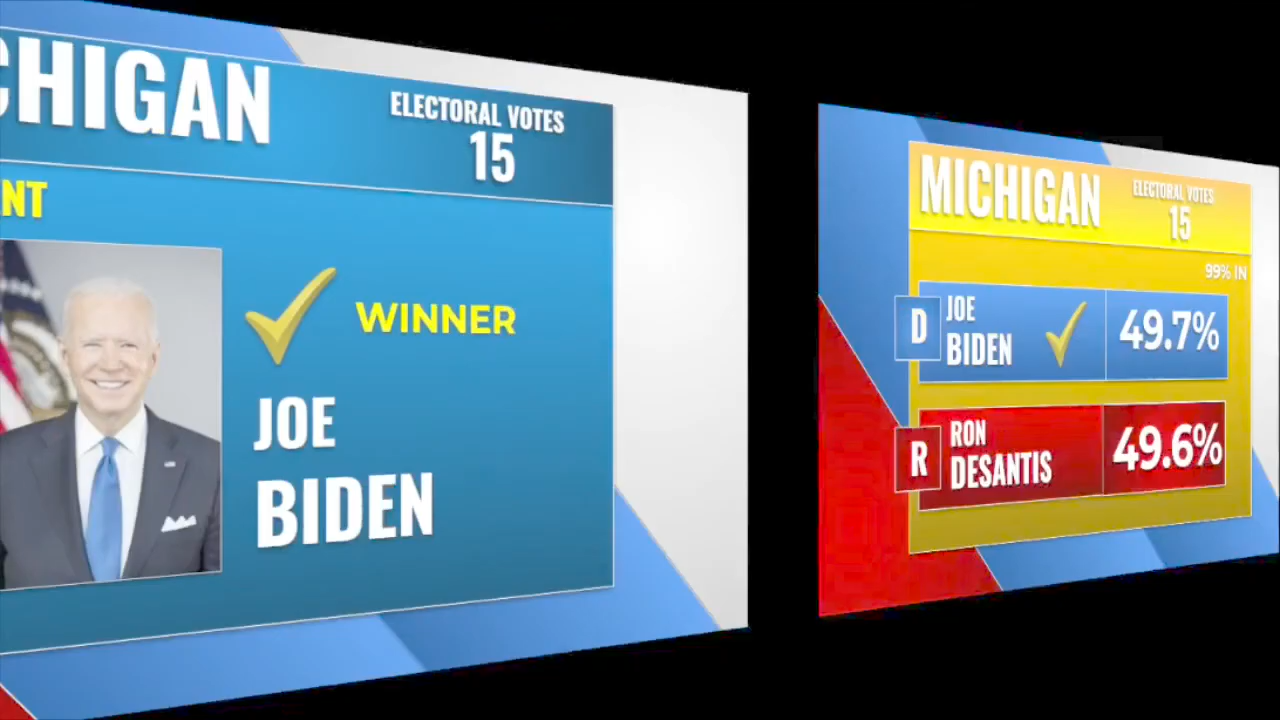 CHIGAN
ELECTORAL VOTES
15
NT
WINNER
JOE
BIDEN
MICHIGAN
ELECTORAL VOTES
15
99% IN
D
JOE
BIDEN
49.7%
R
RON
DESANTIS
49.6%